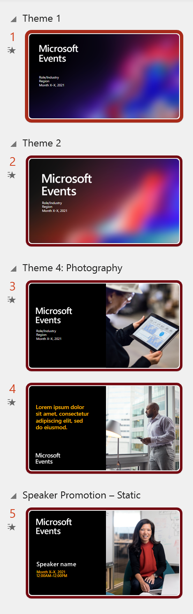 Theme 1
1
Microsoft
Events
Role/Industry
Region
Month X-X, 2021
Theme 2
2
Microsoft
Events
Role/Industry
Region
Month X-X, 2021
Theme 4: Photography
3
Microsoft
Events
Role/Industry
Region
Month X-X, 2021
4
Lorem ipsum dolor
sit amet, consectetur
adipiscing elit, sed
do eiusmod.
Microsoft
Events
Speaker Promotion – Static
5
Microsoft
Events
Speaker name
Month X-X, 2021
12:00AM-12:00PM